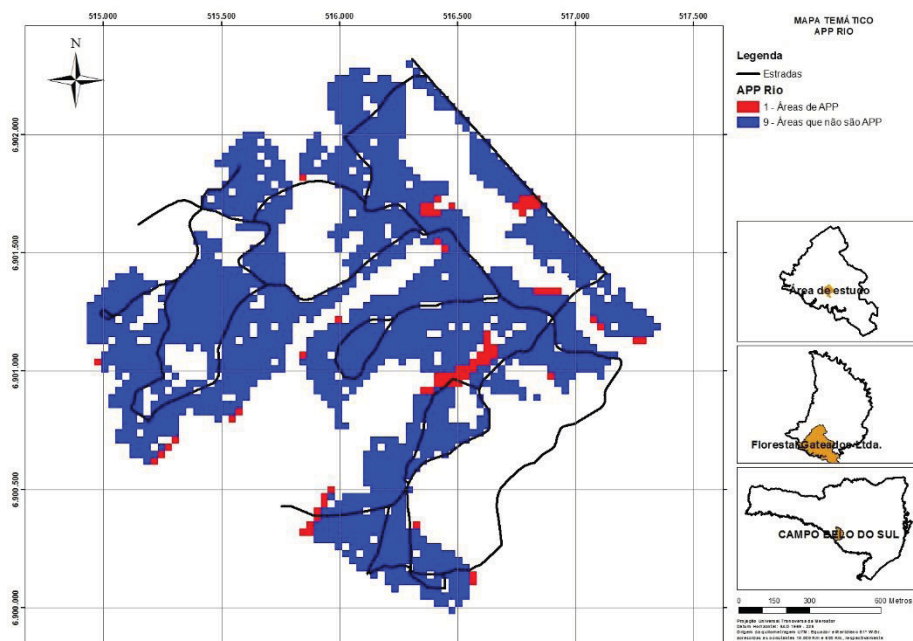 515.000 515.500 516.000 516.500 517.000 517.500
N
6.902.000
6.901.500
6.901.000
6.900.500
6.900.000
MAPA TEMÁTICO
APP RIO
Legenda
Estradas
APP Rio
1 - Áreas de APP
9 - Áreas que não são APP
Área de estudo
Florestal Gateados Ltda.
CAMPO BELO DO SUL
0 150 300 600 Metros
Projeção Universal Transversa de Mercator